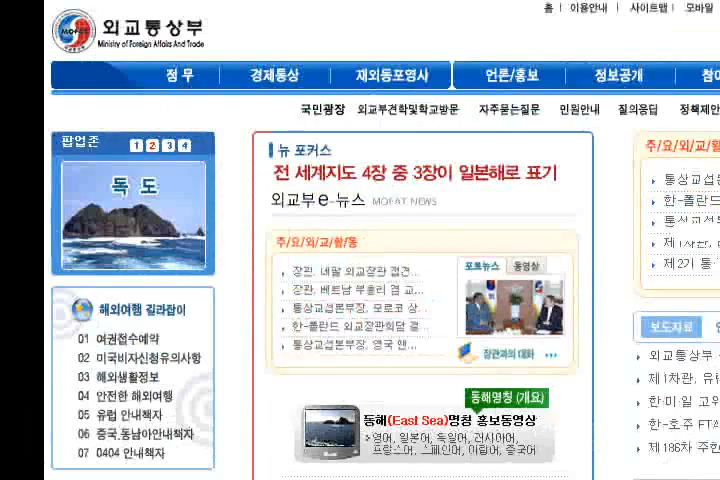 홈 | 이용안내 | 사이트맵 | 모바일
MOFAT
외교통상부
Ministry of Foreign Affairs And Trade
정무 경제통상 재외동포영사 언론/홍보 정보공개
국민광장 외교부견학및학교방문 자주묻는질문 민원안내 질의응답 정책제안
팝업존 1 2 3 4
독도
해외여행 길라잡이
01 여권접수예약
02 미국비자신청유의사항
03 해외생활정보
04 안전한 해외여행
05 유럽 안내책자
06 중국,동남아안내책자
07 0404 안내책자
뉴 포커스
전 세계지도 4장 중 3장이 일본해로 표기
외교부e-뉴스 MOFAT NEWS
주/요/외/교/활/동
장관, 네팔 외교장관 접견...
장관, 베트남 부총리 겸 교...
통상교섭본부장, 모로코 상...
한-폴란드 외교장관회담 결...
통상교섭본부장, 영국 앤...
포토뉴스 동영상
장관과의 대화
동해명칭 (개요)
동해(East Sea)명칭 홍보동영상
영어, 일본어, 독일어, 러시아어,
프랑스어, 스페인어, 아랍어, 중국어
주/요/외/교/활
통상교섭
한-폴란드
제2기 통
보도자료
외교통상부
제1차관, 유
한·미·일 고위
한-호주 FTA
제186차 주한